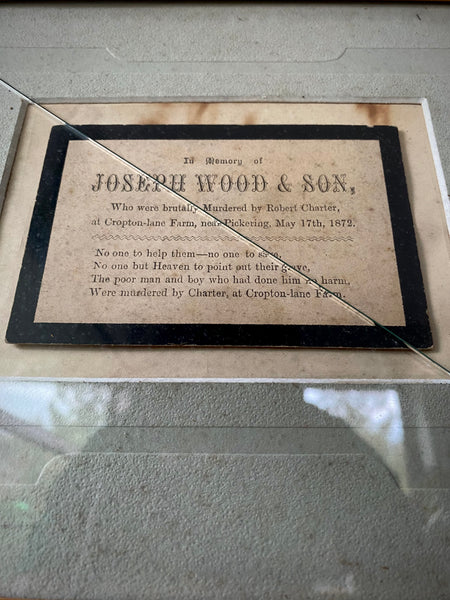 In Memory of
JOSEPH WOOD & SON,
Who were brutally Murdered by Robert Charter,
at Cropton-lane Farm, near Pickering, May 17th, 1872.
No one to help them—no one to save,
No one but Heaven to point out their grave,
The poor man and boy who had done him no harm,
Were murdered by Charter, at Cropton-lane Farm.